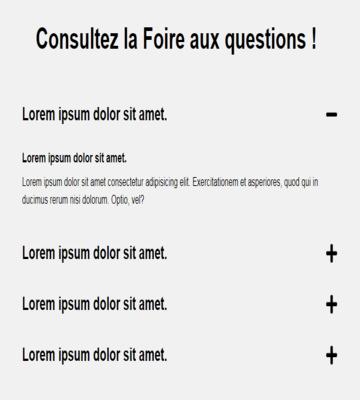 Consultez la Foire aux questions !
Lorem ipsum dolor sit amet.
Lorem ipsum dolor sit amet.
Lorem ipsum dolor sit amet consectetur adipisicing elit. Exercitationem et asperiores, quod qui in
ducimus rerum nisi dolorum. Optio, vel?
Lorem ipsum dolor sit amet.
Lorem ipsum dolor sit amet.
Lorem ipsum dolor sit amet.